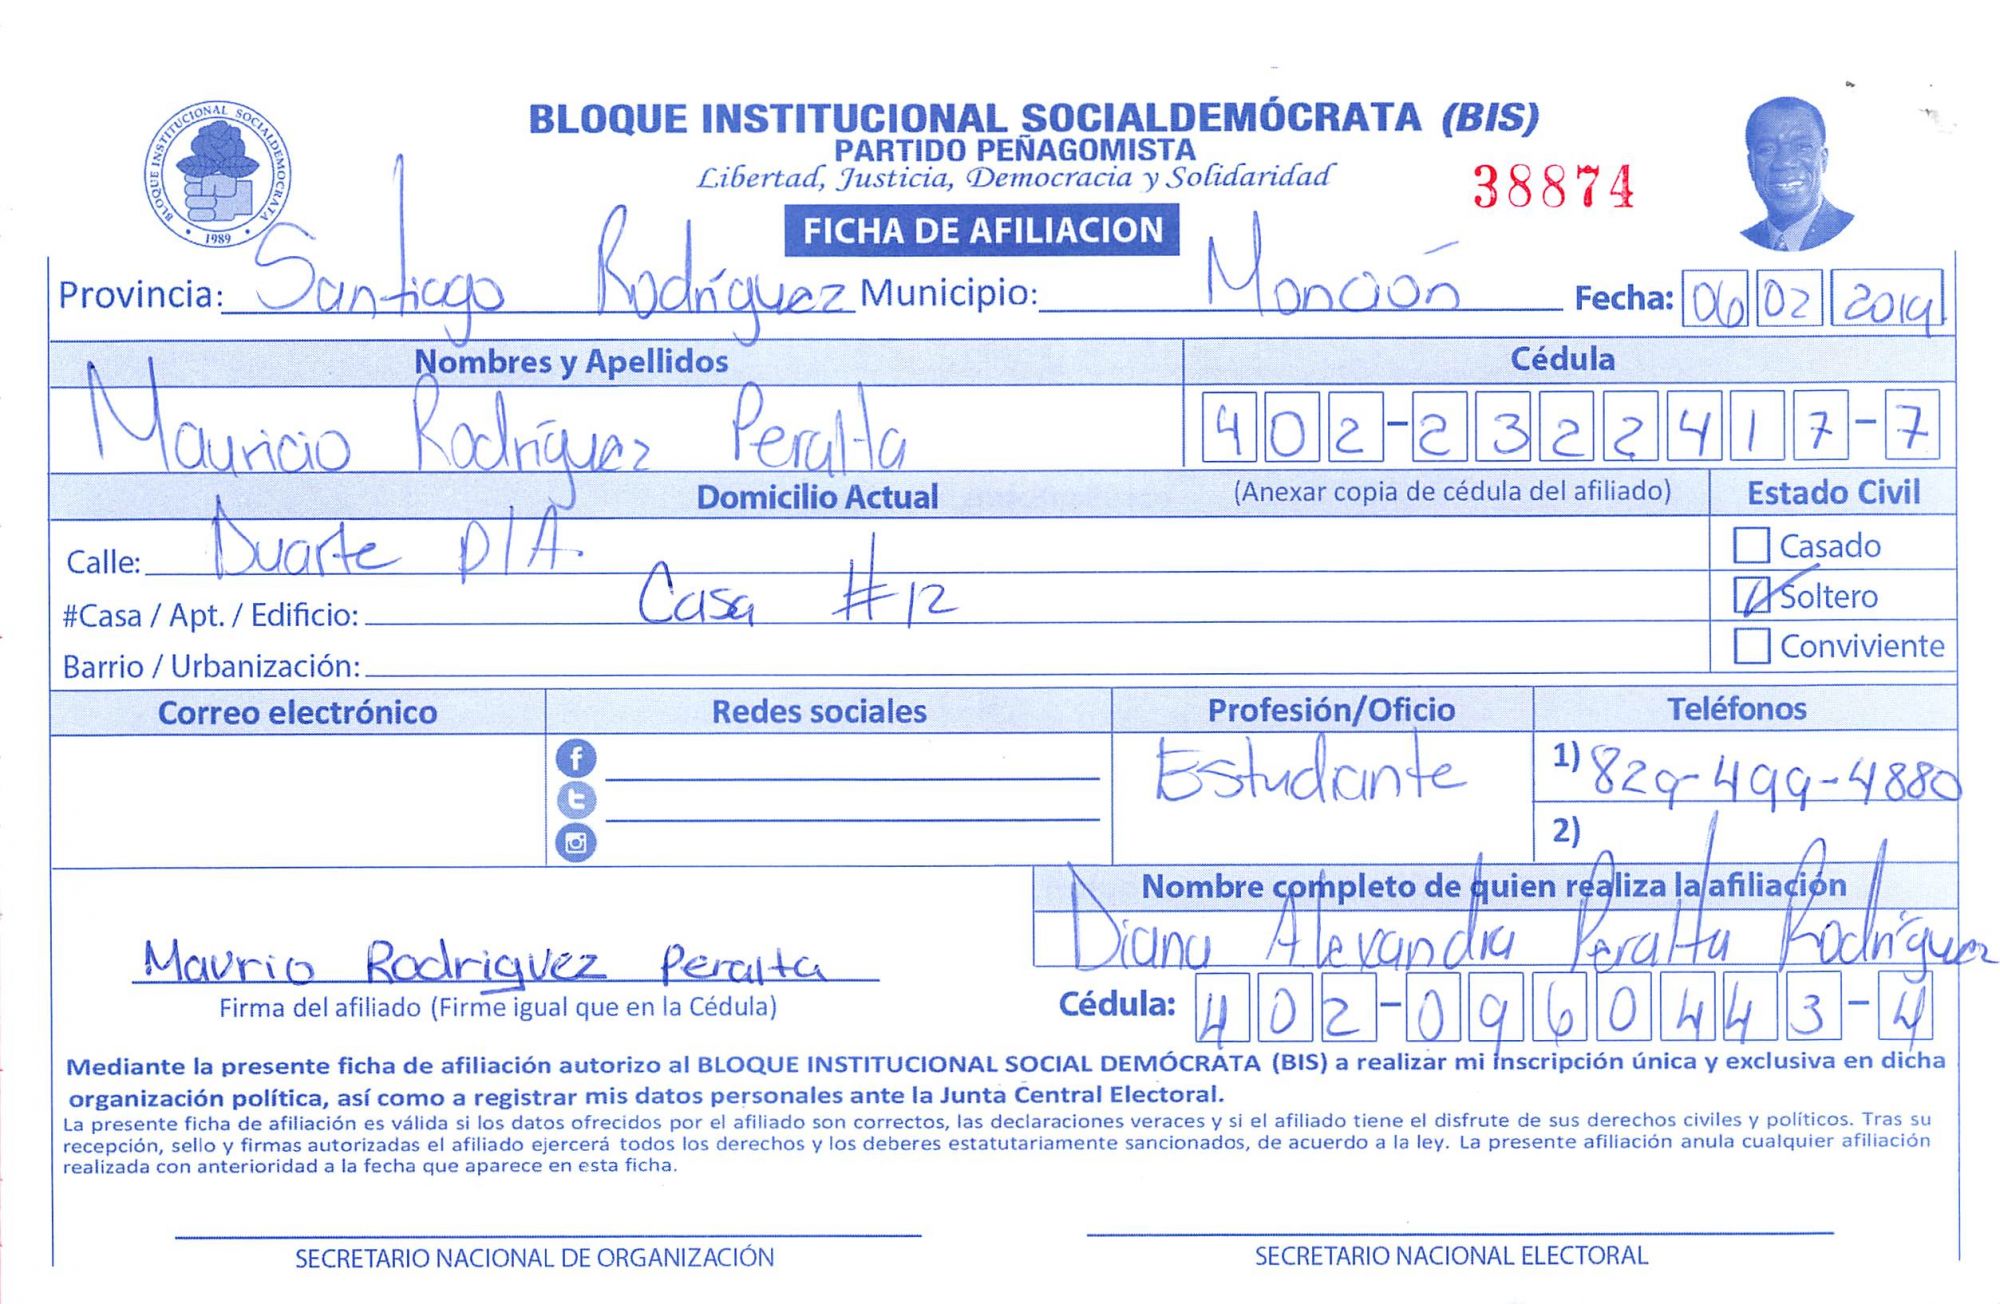 BLOQUE INSTITUCIONAL SOCIALDEMOCRATA
1989
BLOQUE INSTITUCIONAL SOCIALDEMÓCRATA (BIS)
PARTIDO PEÑAGOMISTA
Libertad, Justicia, Democracia y Solidaridad
38874
FICHA DE AFILIACION
Provincia: Santiago Rodríguez Municipio: Monción Fecha: 06 02 2019
Nombres y Apellidos Cédula
Mauricio Rodríguez Peralta 402-2322417-7
Domicilio Actual (Anexar copia de cédula del afiliado) Estado Civil
Calle: Duarte P/A. Casado
#Casa / Apt. / Edificio: Casa #12 Soltero
Barrio / Urbanización: Conviviente
Correo electrónico Redes sociales Profesión/Oficio Teléfonos
Estudiante 1) 829-499-4880
2)
Nombre completo de quien realiza la afiliación
Diana Alexandra Peralta Rodríguez
Maurio Rodriguez Peralta
Firma del afiliado (Firme igual que en la Cédula) Cédula: 402-0960443-4
Mediante la presente ficha de afiliación autorizo al BLOQUE INSTITUCIONAL SOCIAL DEMÓCRATA (BIS) a realizar mi inscripción única y exclusiva en dicha
organización política, así como a registrar mis datos personales ante la Junta Central Electoral.
La presente ficha de afiliación es válida si los datos ofrecidos por el afiliado son correctos, las declaraciones veraces y si el afiliado tiene el disfrute de sus derechos civiles y políticos. Tras su
recepción, sello y firmas autorizadas el afiliado ejercerá todos los derechos y los deberes estatutariamente sancionados, de acuerdo a la ley. La presente afiliación anula cualquier afiliación
realizada con anterioridad a la fecha que aparece en esta ficha.
SECRETARIO NACIONAL DE ORGANIZACIÓN SECRETARIO NACIONAL ELECTORAL